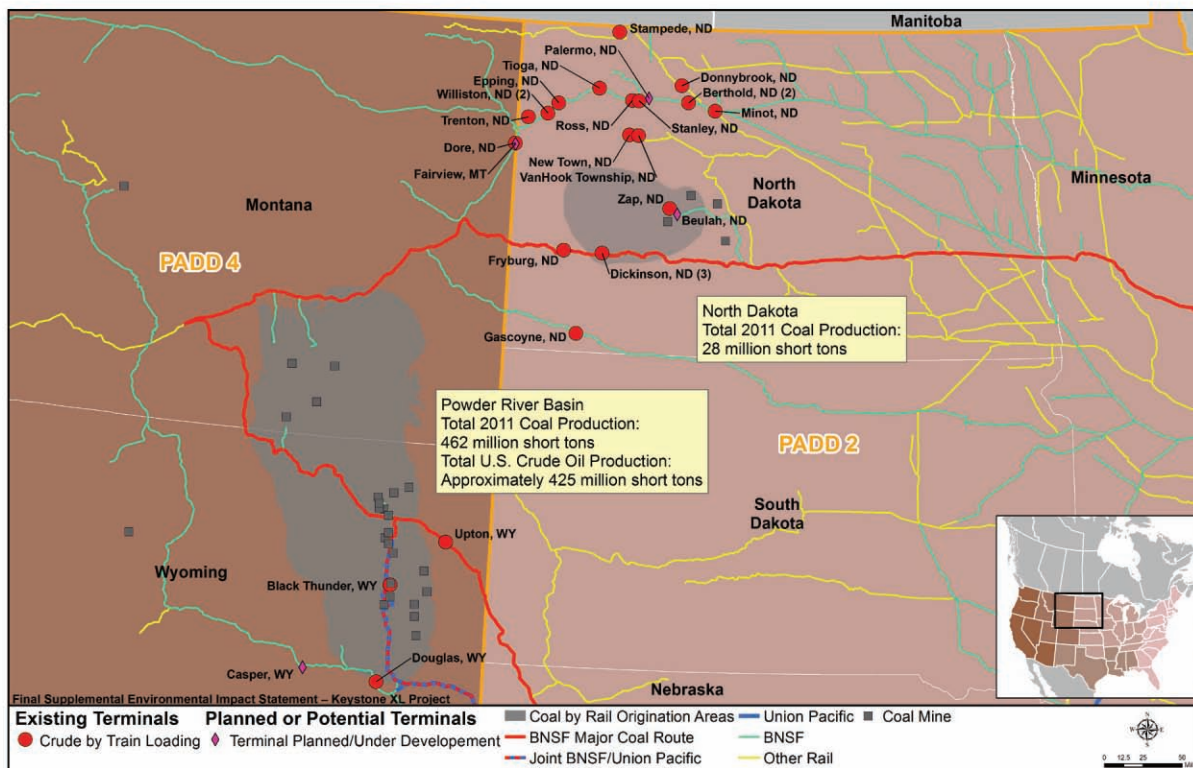 Manitoba
Stampede, ND
Palermo, ND
Tioga, ND
Epping, ND
Williston, ND (2)
Trenton, ND
Dore, ND
Fairview, MT
Ross, ND
Donnybrook, ND
Berthold, ND (2)
Minot, ND
Stanley, ND
New Town, ND
VanHook Township, ND
Zap, ND
Beulah, ND
North
Dakota
Minnesota
Montana
PADD 4
Fryburg, ND
Dickinson, ND (3)
Gascoyne, ND
North Dakota
Total 2011 Coal Production:
28 million short tons
Powder River Basin
Total 2011 Coal Production:
462 million short tons
Total U.S. Crude Oil Production:
Approximately 425 million short tons
PADD 2
South
Dakota
Upton, WY
Wyoming
Black Thunder, WY
Casper, WY
Douglas, WY
Nebraska
Final Supplemental Environmental Impact Statement – Keystone XL Project
Existing Terminals
Crude by Train Loading
Planned or Potential Terminals
Terminal Planned/Under Developement
Coal by Rail Origination Areas
BNSF Major Coal Route
Joint BNSF/Union Pacific
Union Pacific
BNSF
Other Rail
Coal Mine
N
W E
S
0 12.5 25 50